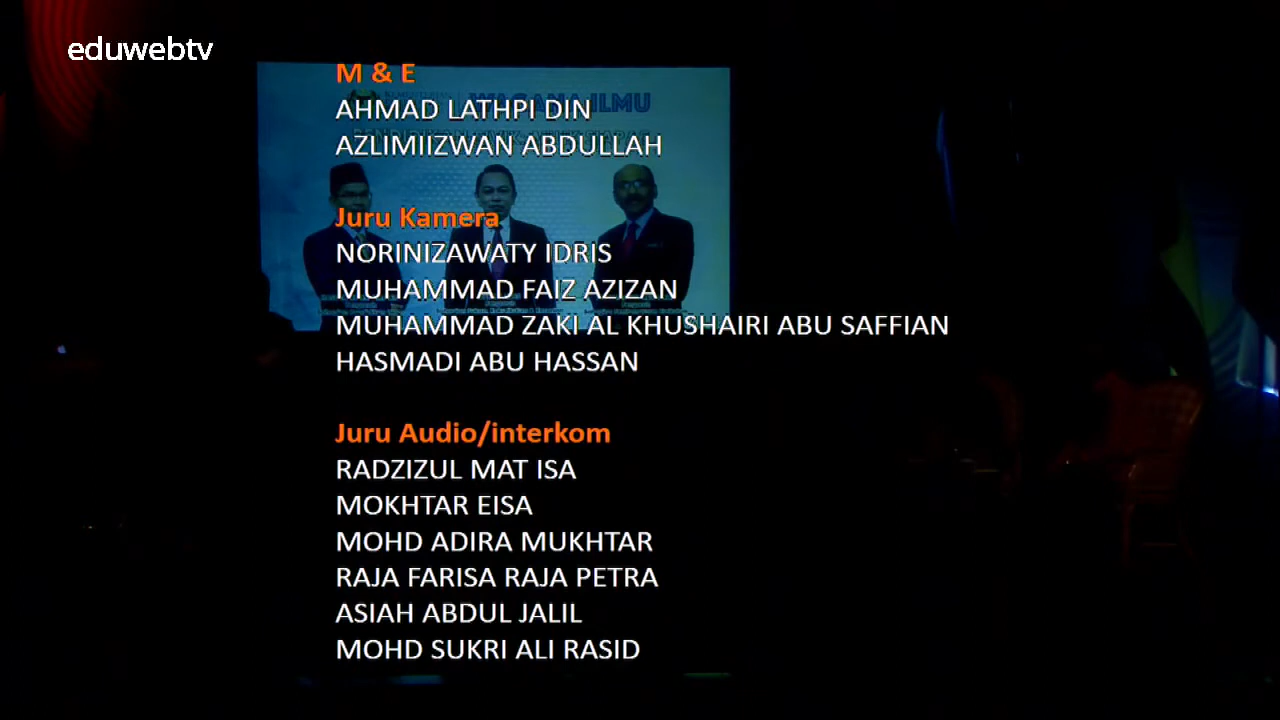 eduwebtv
M & E
AHMAD LATHPI DIN
WACANA ILMU
AZLIMIIZWAN ABDULLAH
Juru Kamera
NORINIZAWATY IDRIS
MUHAMMAD FAIZ AZIZAN
MUHAMMAD ZAKI AL KHUSHAIRI ABU SAFFIAN
HASMADI ABU HASSAN
Juru Audio/interkom
RADZIZUL MAT ISA
MOKHTAR EISA
MOHD ADIRA MUKHTAR
RAJA FARISA RAJA PETRA
ASIAH ABDUL JALIL
MOHD SUKRI ALI RASID